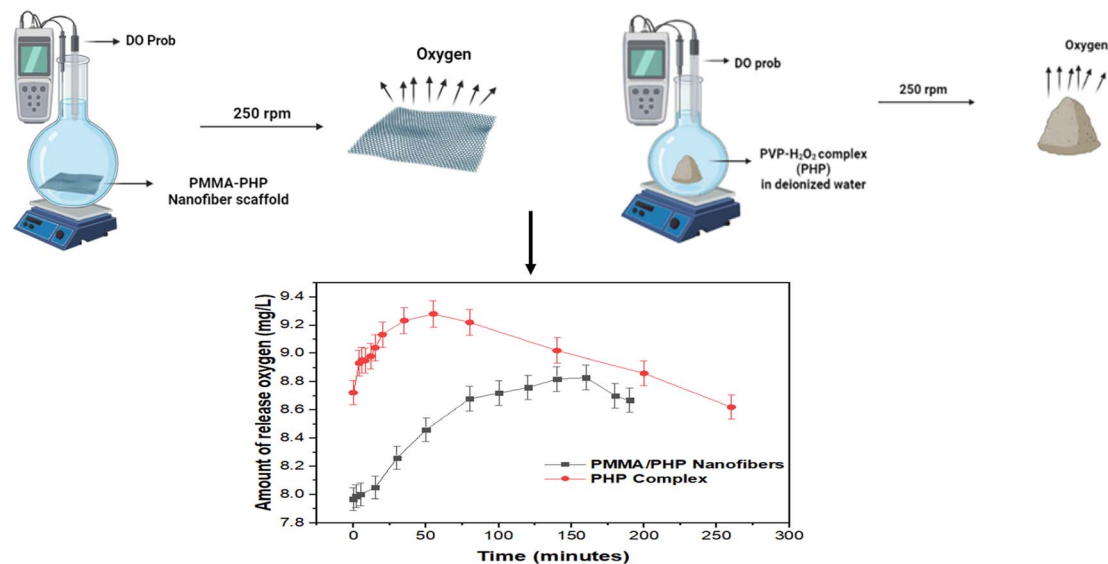 DO Prob
Oxygen
250 rpm
PMMA-PHP
Nanofiber scaffold
DO prob
Oxygen
250 rpm
PVP-H₂O₂ complex
(PHP)
in deionized water
Amount of release oxygen (mg/L)
9.4
9.2
9.0
8.8
8.6
8.4
8.2
8.0
7.8
PMMA/PHP Nanofibers
PHP Complex
0
50
100
150
200
250
300
Time (minutes)